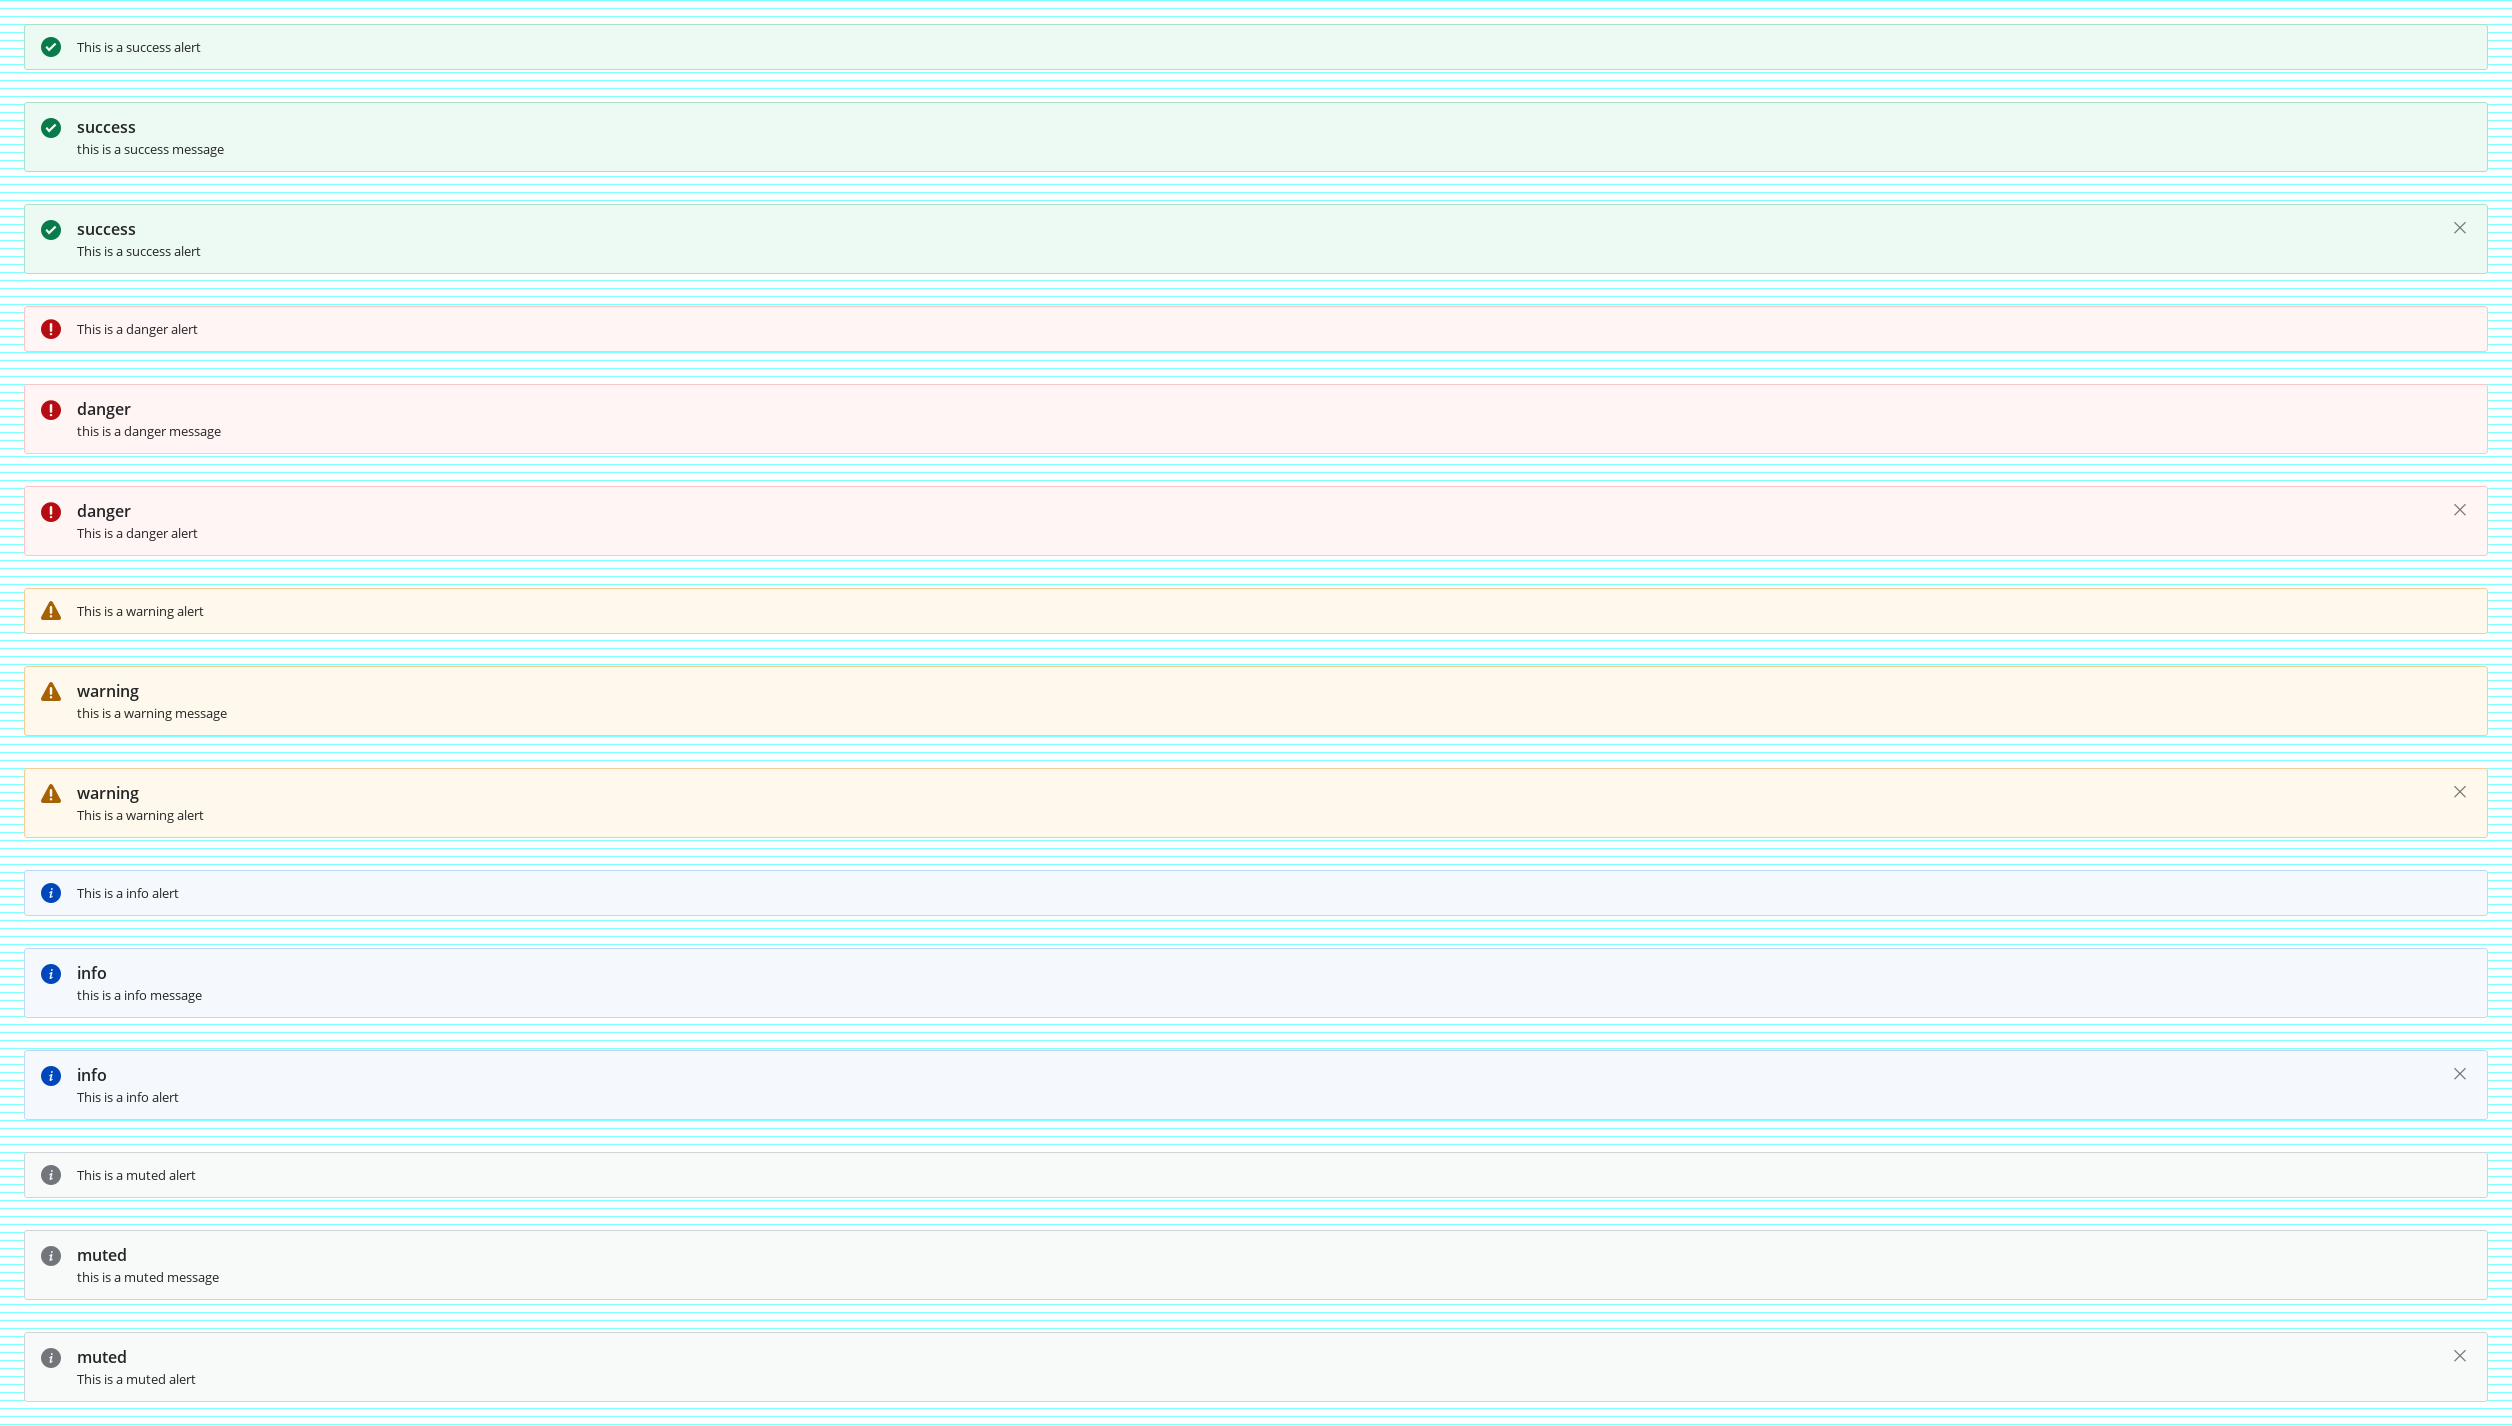 This is a success alert
success
this is a success message
success
This is a success alert
This is a danger alert
danger
this is a danger message
danger
This is a danger alert
This is a warning alert
warning
this is a warning message
warning
This is a warning alert
This is a info alert
info
this is a info message
info
This is a info alert
This is a muted alert
muted
this is a muted message
muted
This is a muted alert